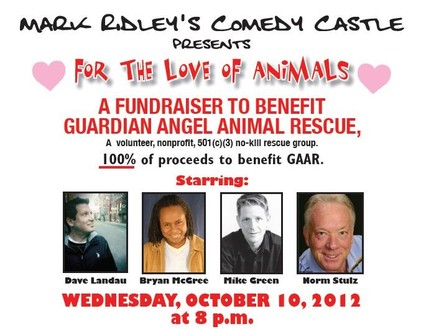 MARK RIDLEY'S COMEDY CASTLE
PRESENTS
FOR THE LOVE OF ANIMALS
A FUNDRAISER TO BENEFIT
GUARDIAN ANGEL ANIMAL RESCUE,
A volunteer, nonprofit, 501(c)(3) no-kill rescue group.
100% of proceeds to benefit GAAR.
Starring:
Dave Landau Bryan McGree Mike Green Norm Stulz
WEDNESDAY, OCTOBER 10, 2012
at 8 p.m.